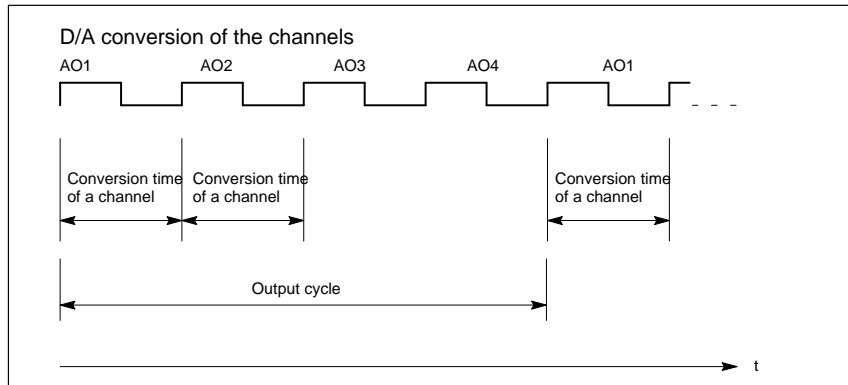 D/A conversion of the channels
AO1 AO2 AO3 AO4 AO1
Conversion time
of a channel
Conversion time
of a channel
Conversion time
of a channel
Output cycle
t